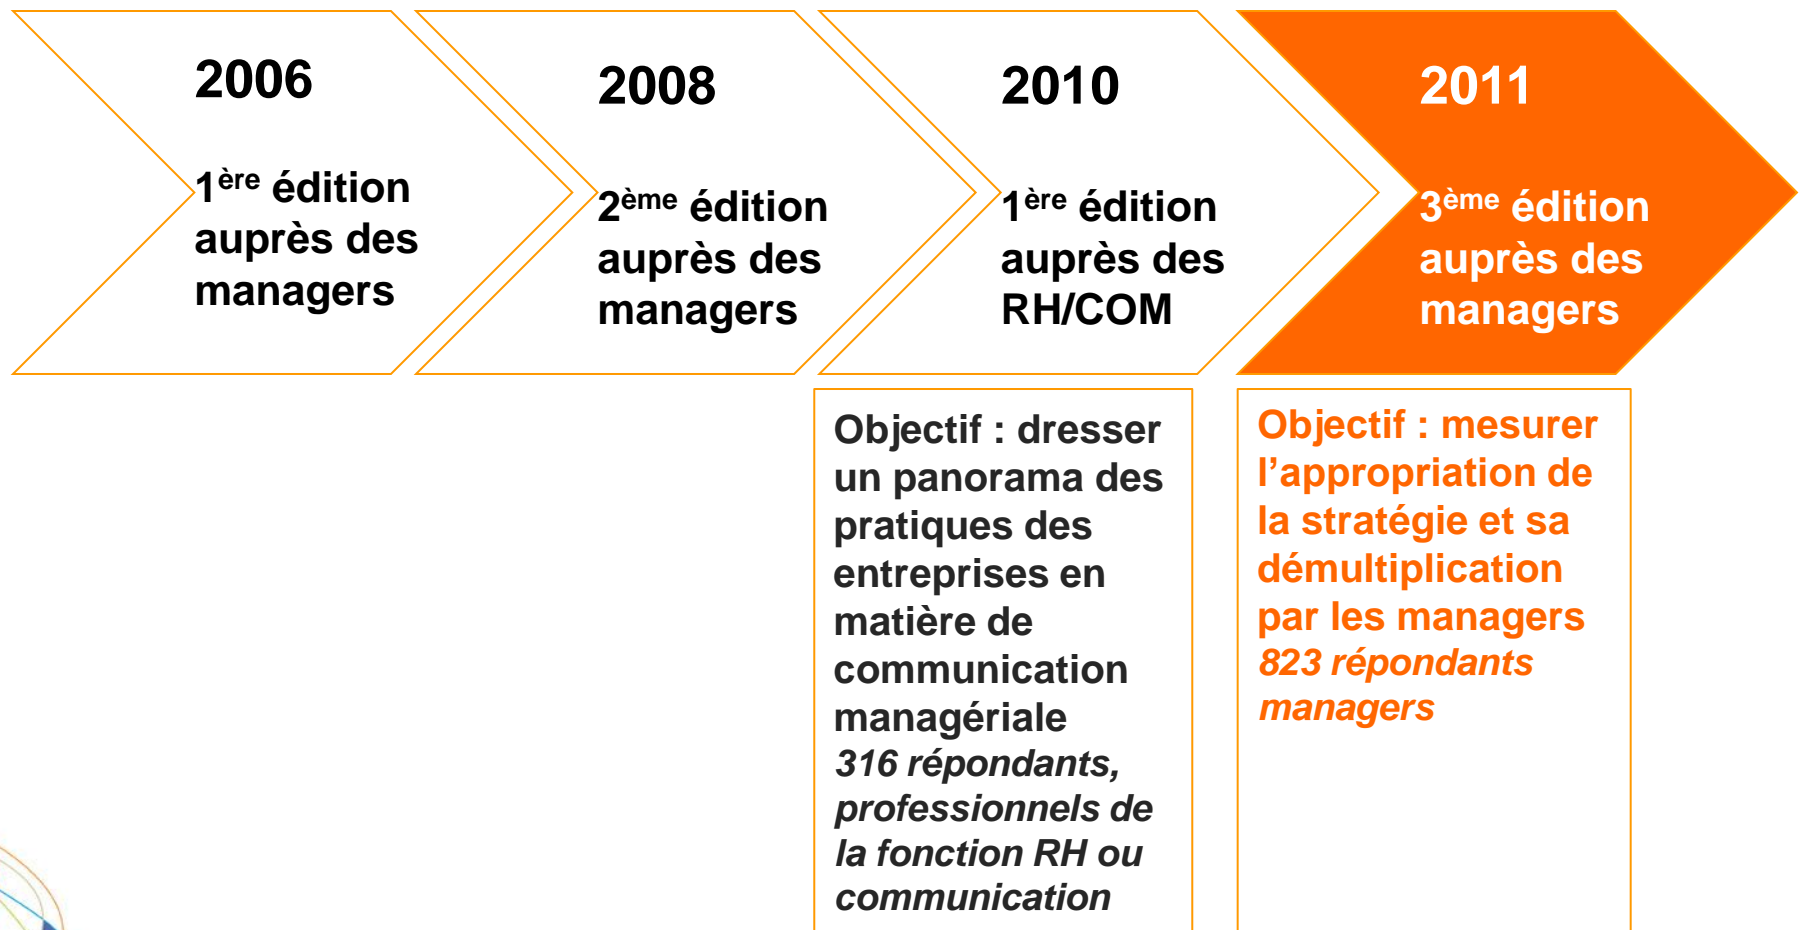 2006
1ère édition
auprès des
managers
2008
2ème édition
auprès des
managers
2010
1ère édition
auprès des
RH/COM
2011
3ème édition
auprès des
managers
Objectif : dresser
un panorama des
pratiques des
entreprises en
matière de
communication
managériale
316 répondants,
professionnels de
la fonction RH ou
communication
Objectif : mesurer
l’appropriation de
la stratégie et sa
démultiplication
par les managers
823 répondants
managers